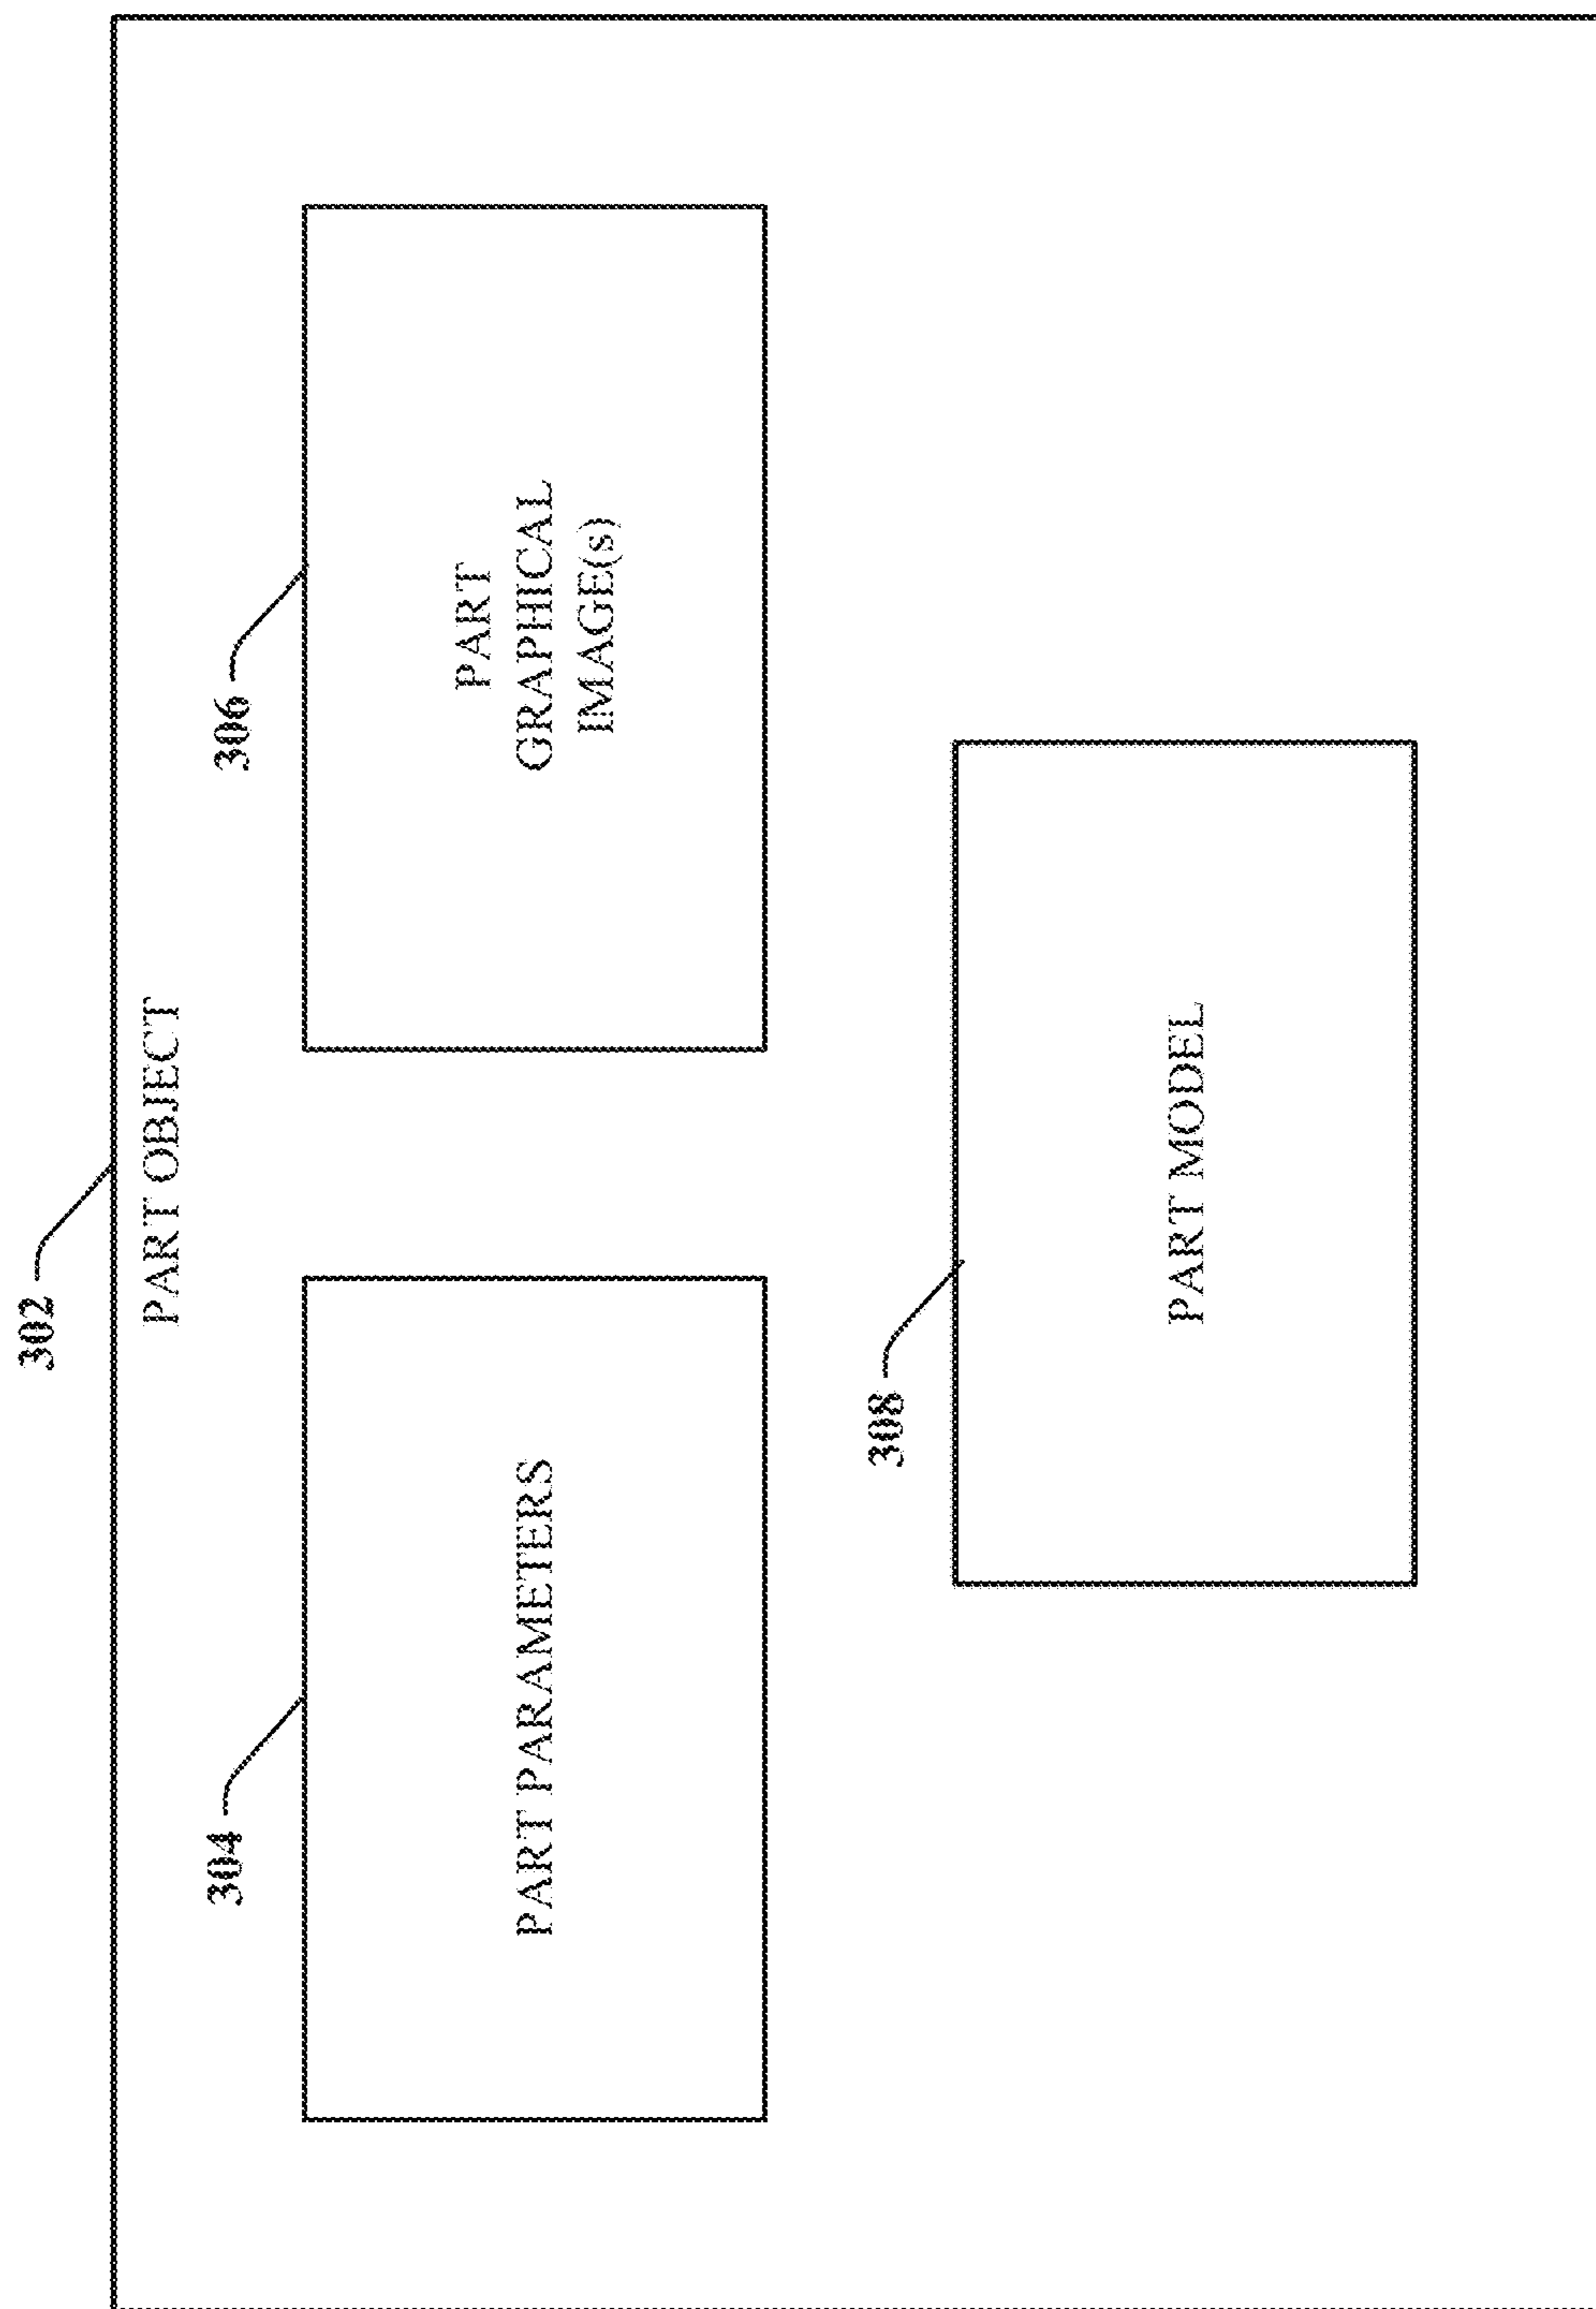 302
PART OBJECT
304
PART PARAMETERS
306
PART
GRAPHICAL
IMAGE(s)
308
PART MODEL